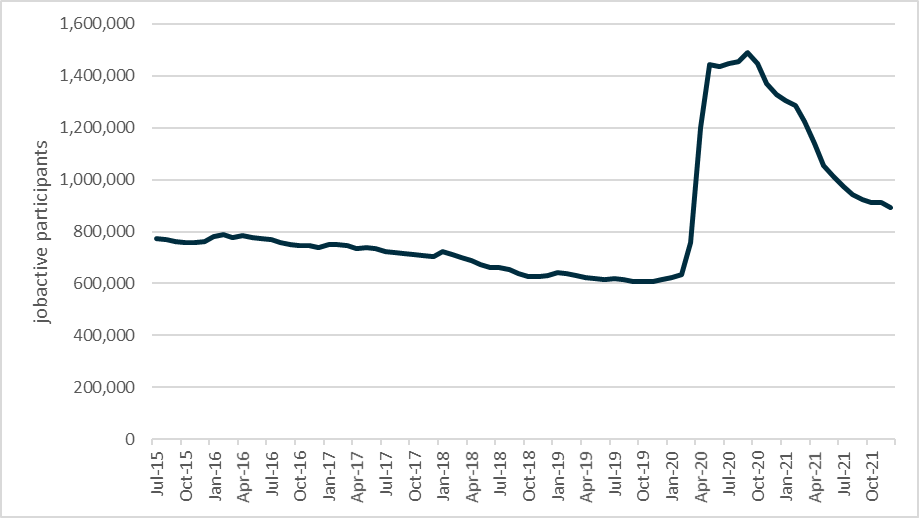 1,600,000
1,400,000
1,200,000
1,000,000
800,000
600,000
400,000
200,000
0
jobactive participants
Jul-15
Oct-15
Jan-16
Apr-16
Jul-16
Oct-16
Jan-17
Apr-17
Jul-17
Oct-17
Jan-18
Apr-18
Jul-18
Oct-18
Jan-19
Apr-19
Jul-19
Oct-19
Jan-20
Apr-20
Jul-20
Oct-20
Jan-21
Apr-21
Jul-21
Oct-21